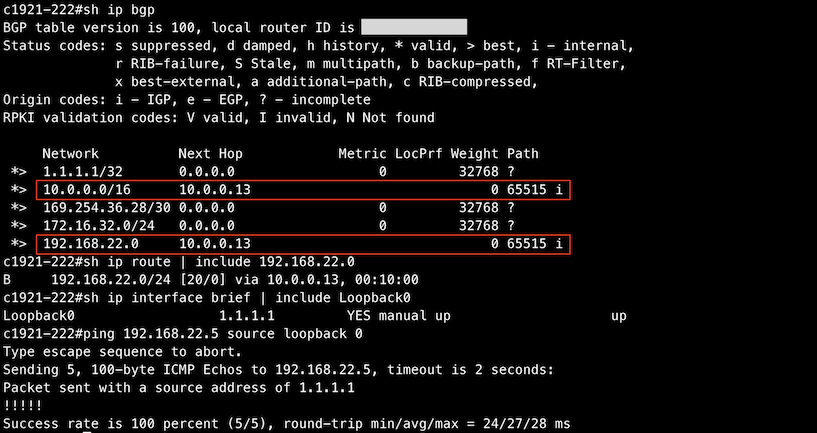 c1921-222#sh ip bgp
BGP table version is 100, local router ID is
Status codes: s suppressed, d damped, h history, * valid, > best, i - internal,
              r RIB-failure, S Stale, m multipath, b backup-path, f RT-Filter,
              x best-external, a additional-path, c RIB-compressed,
Origin codes: i - IGP, e - EGP, ? - incomplete
RPKI validation codes: V valid, I invalid, N Not found
     Network          Next Hop            Metric LocPrf Weight Path
 *>  1.1.1.1/32       0.0.0.0                  0         32768 ?
 *>  10.0.0.0/16      10.0.0.13                              0 65515 i
 *>  169.254.36.28/30 0.0.0.0                  0         32768 ?
 *>  172.16.32.0/24   0.0.0.0                  0         32768 ?
 *>  192.168.22.0     10.0.0.13                              0 65515 i
c1921-222#sh ip route | include 192.168.22.0
B     192.168.22.0/24 [20/0] via 10.0.0.13, 00:10:00
c1921-222#sh ip interface brief | include Loopback0
Loopback0                  1.1.1.1         YES manual up                    up
c1921-222#ping 192.168.22.5 source loopback 0
Type escape sequence to abort.
Sending 5, 100-byte ICMP Echos to 192.168.22.5, timeout is 2 seconds:
Packet sent with a source address of 1.1.1.1
!!!!!
Success rate is 100 percent (5/5), round-trip min/avg/max = 24/27/28 ms